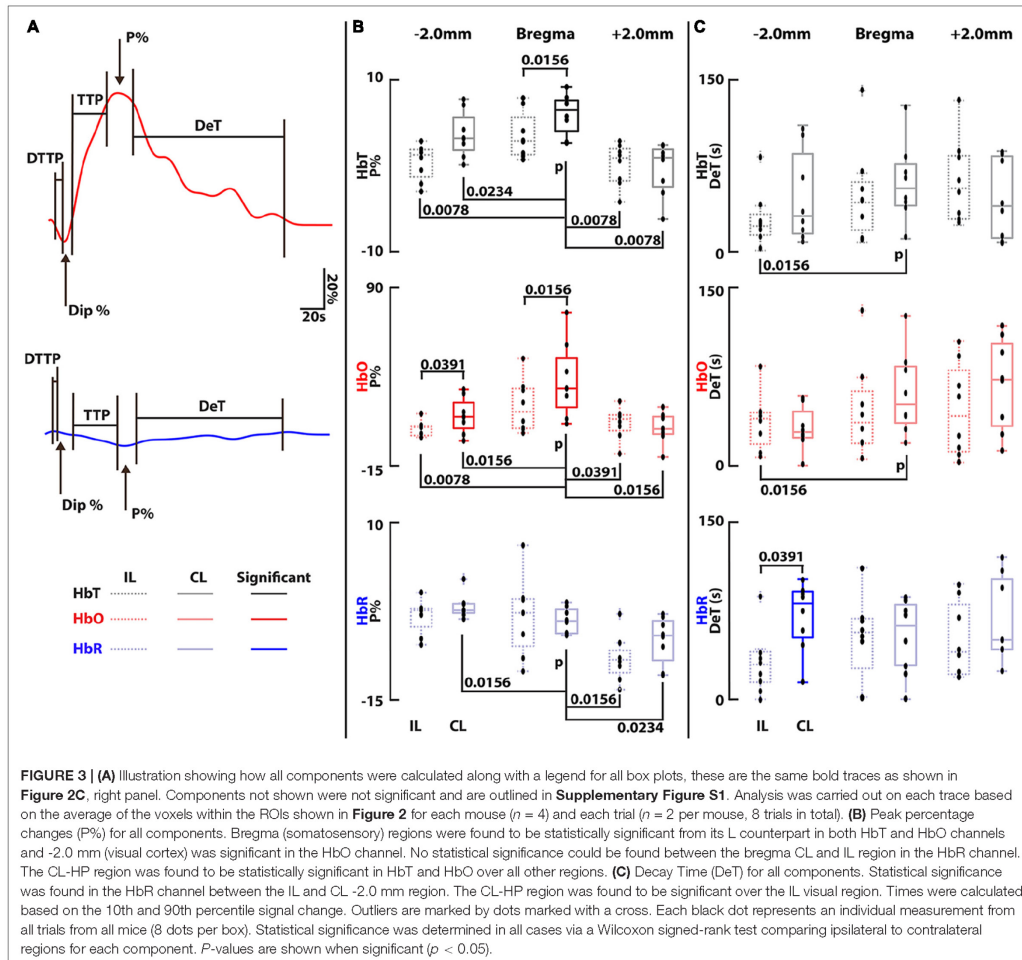 A
P%
TTP
DeT
DTTP
Dip %
20%
20s
DTTP
TTP
DeT
Dip %
P%
IL CL Significant
HbT
HbO
HbR
B
-2.0mm Bregma +2.0mm
0.0156
10
HbT
P%
p
0.0234
0.0078
0.0078
0.0078
-10
90
0.0156
HbO
P%
0.0391
p
-15
0.0156
0.0391
0.0078
0.0156
10
HbR
P%
p
0.0156
-15
0.0156
0.0234
IL CL
C
-2.0mm Bregma +2.0mm
150
HbT
DeT (s)
0
p
0.0156
150
HbO
DeT (s)
0
p
0.0156
150
0.0391
HbR
DeT (s)
0
IL CL
FIGURE 3 | (A) Illustration showing how all components were calculated along with a legend for all box plots, these are the same bold traces as shown in
Figure 2C, right panel. Components not shown were not significant and are outlined in Supplementary Figure S1. Analysis was carried out on each trace based
on the average of the voxels within the ROIs shown in Figure 2 for each mouse (n = 4) and each trial (n = 2 per mouse, 8 trials in total). (B) Peak percentage
changes (P%) for all components. Bregma (somatosensory) regions were found to be statistically significant from its L counterpart in both HbT and HbO channels
and -2.0 mm (visual cortex) was significant in the HbO channel. No statistical significance could be found between the bregma CL and IL region in the HbR channel.
The CL-HP region was found to be statistically significant in HbT and HbO over all other regions. (C) Decay Time (DeT) for all components. Statistical significance
was found in the HbR channel between the IL and CL -2.0 mm region. The CL-HP region was found to be significant over the IL visual region. Times were calculated
based on the 10th and 90th percentile signal change. Outliers are marked by dots marked with a cross. Each black dot represents an individual measurement from
all trials from all mice (8 dots per box). Statistical significance was determined in all cases via a Wilcoxon signed-rank test comparing ipsilateral to contralateral
regions for each component. P-values are shown when significant (p < 0.05).